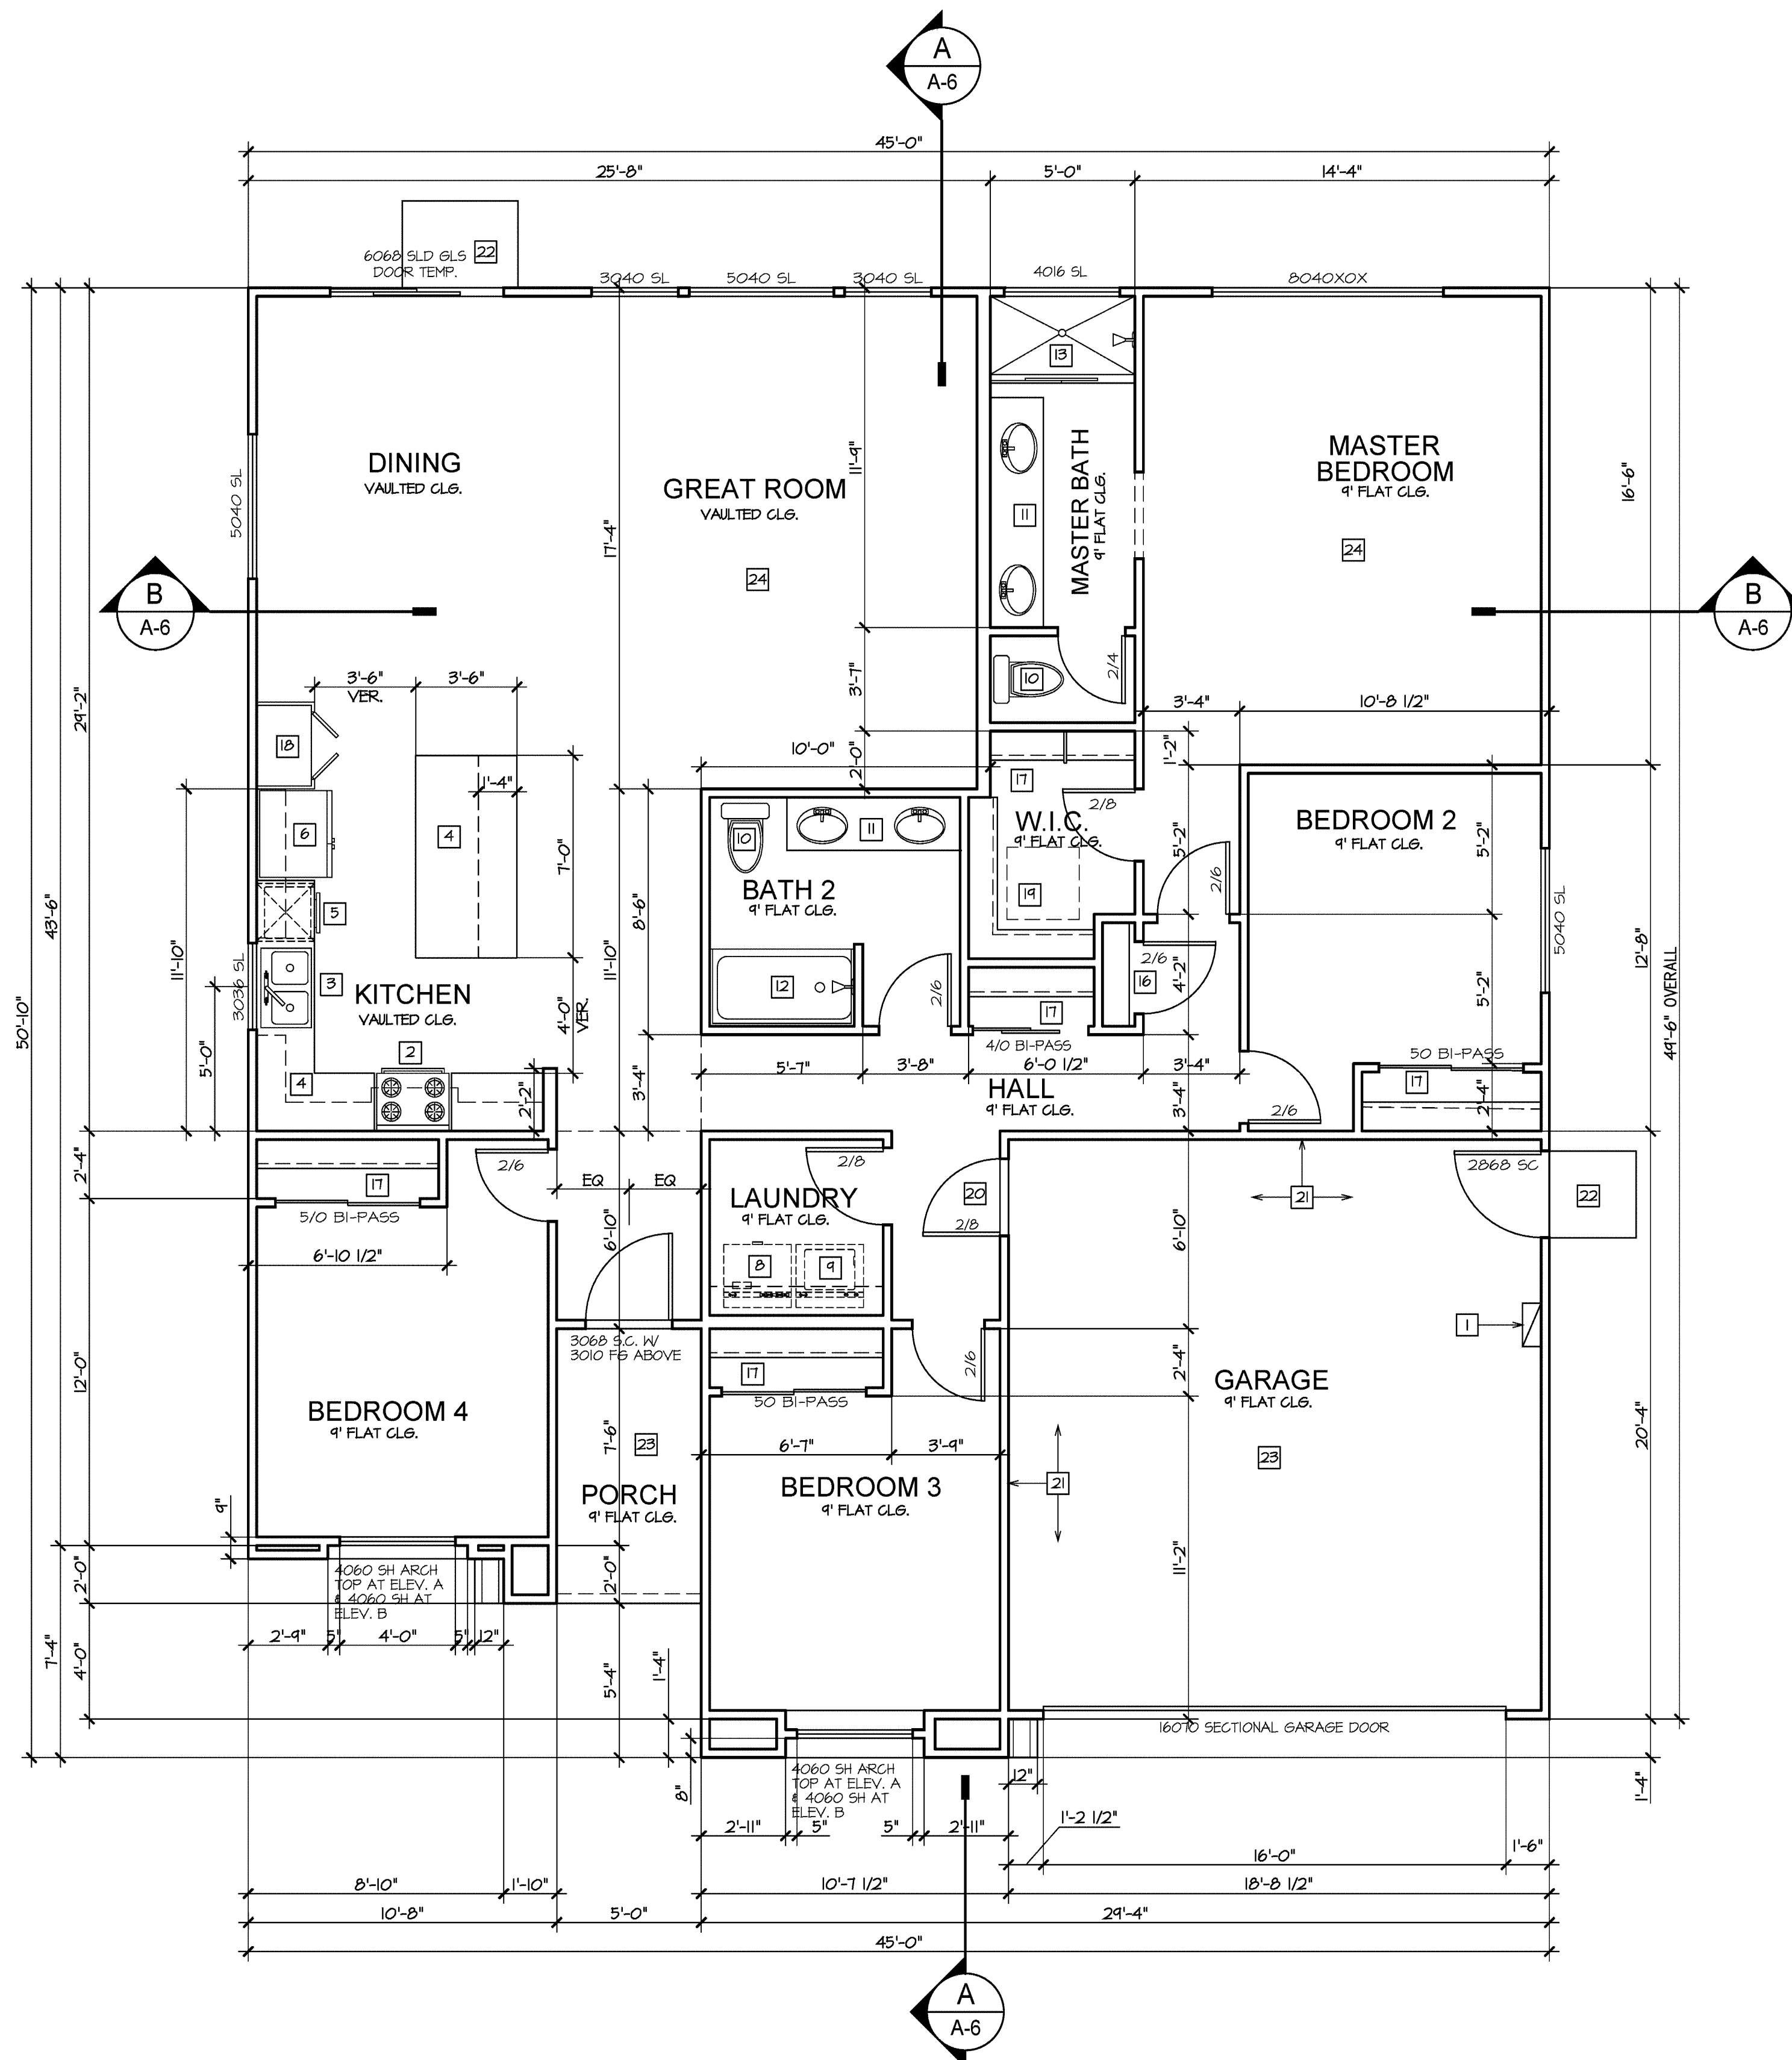 A
A-6
45'-0"
25'-8"
5'-0"
14'-4"
6068 SLD GLS
DOOR TEMP.
22
3040 SL
5040 SL
3040 SL
4016 SL
8040XOX
13
DINING
VAULTED CLG.
GREAT ROOM
VAULTED CLG.
24
11'-9"
17'-4"
11
MASTER BATH
9' FLAT CLG.
MASTER
BEDROOM
9' FLAT CLG.
24
16'-6"
5040 SL
B
A-6
B
A-6
29'-2"
43'-6"
50'-10"
3'-6"
VER.
3'-6"
3'-7"
10
2/4
3'-4"
10'-8 1/2"
18
10'-0"
2'-0"
1'-2"
1'-4"
6
4
7'-0"
17
2/8
W.I.C.
9' FLAT CLG.
19
5'-2"
BEDROOM 2
9' FLAT CLG.
5'-2"
10
11
BATH 2
9' FLAT CLG.
8'-6"
11'-10"
11'-10"
5
2/6
5040 SL
12'-8"
49'-6" OVERALL
3
3036 SL
KITCHEN
VAULTED CLG.
4'-0"
VER.
12
2/6
2/6
16
4'-2"
17
5'-2"
4/0 BI-PASS
5'-0"
2
4
2'-2"
3'-4"
5'-7"
3'-8"
6'-0 1/2"
3'-4"
HALL
9' FLAT CLG.
3'-4"
2/6
50 BI-PASS
17
2'-4"
2'-4"
17
2/6
5/0 BI-PASS
6'-10 1/2"
EQ
EQ
6'-10"
LAUNDRY
9' FLAT CLG.
2/8
8
9
20
2/8
21
2868 SC
22
6'-10"
1
3068 S.C. W/
3010 FG ABOVE
17
50 BI-PASS
2/6
2'-4"
GARAGE
9' FLAT CLG.
23
12'-0"
BEDROOM 4
9' FLAT CLG.
7'-6"
23
PORCH
9' FLAT CLG.
6'-7"
3'-9"
BEDROOM 3
9' FLAT CLG.
21
20'-4"
11'-2"
9"
2'-0"
2'-0"
4060 SH ARCH
TOP AT ELEV. A
& 4060 SH AT
ELEV. B
2'-9"
5"
4'-0"
5"
12"
7'-4"
4'-0"
5'-4"
1'-4"
8"
16070 SECTIONAL GARAGE DOOR
4060 SH ARCH
TOP AT ELEV. A
& 4060 SH AT
ELEV. B
12"
1'-4"
2'-11"
5"
5"
2'-11"
1'-2 1/2"
16'-0"
1'-6"
8'-10"
1'-10"
10'-7 1/2"
18'-8 1/2"
10'-8"
5'-0"
29'-4"
45'-0"
A
A-6